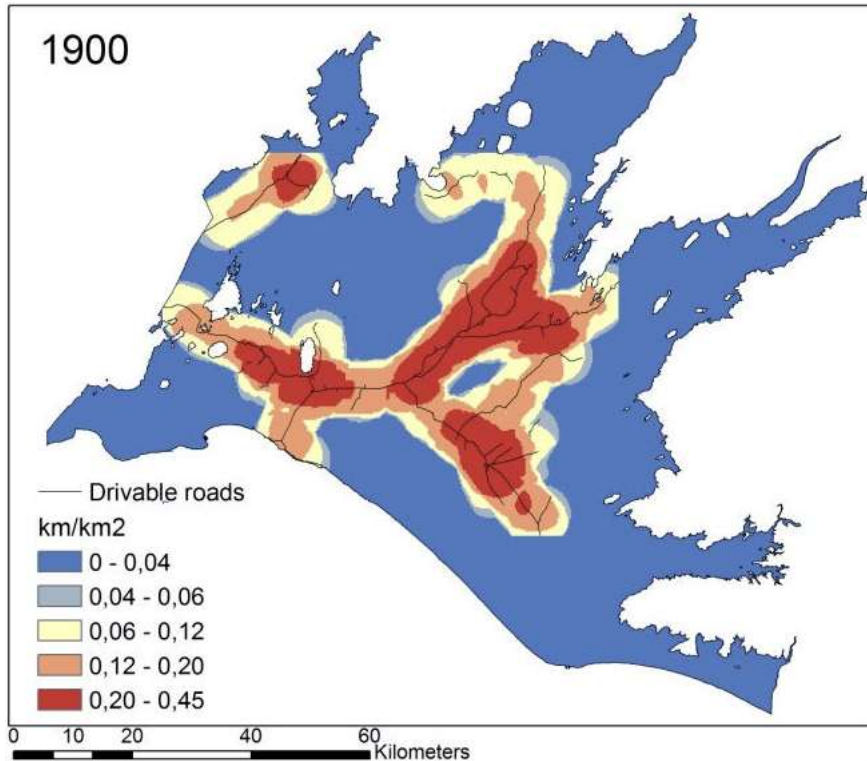 1900
Drivable roads
km/km2
0 - 0,04
0,04 - 0,06
0,06 - 0,12
0,12 - 0,20
0,20 - 0,45
0 10 20 40 60
Kilometers